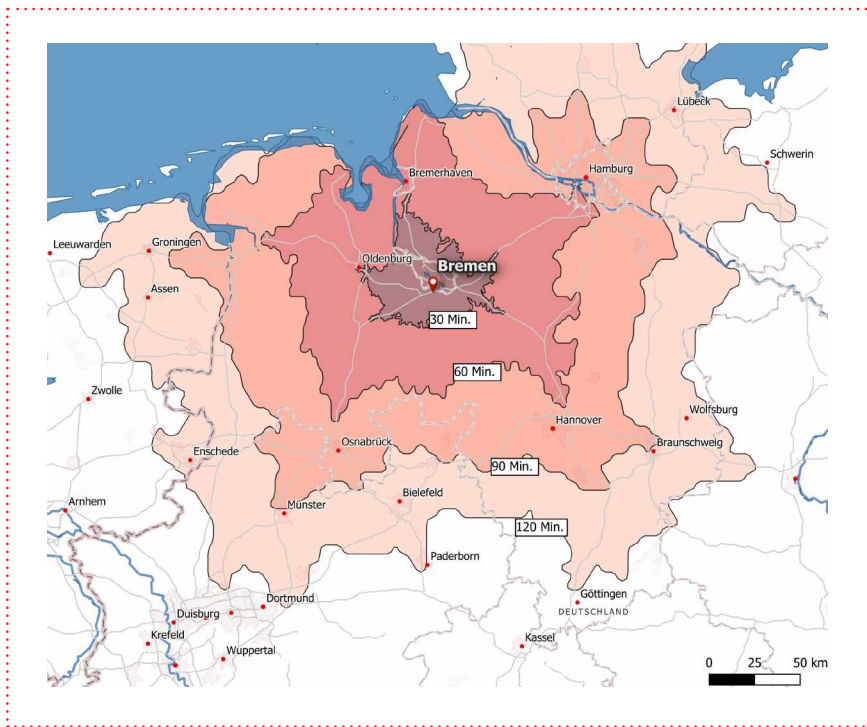 Lübeck
Schwerin
Hamburg
Bremerhaven
Leeuwarden
Groningen
Oldenburg
Bremen
Assen
30 Min.
60 Min.
Zwolle
Wolfsburg
Hannover
Osnabrück
Braunschweig
Enschede
90 Min.
Bielefeld
Arnhem
Münster
120 Min.
Paderborn
Göttingen
DEUTSCHLAND
Dortmund
Duisburg
Krefeld
Wuppertal
Kassel
0 25 50 km